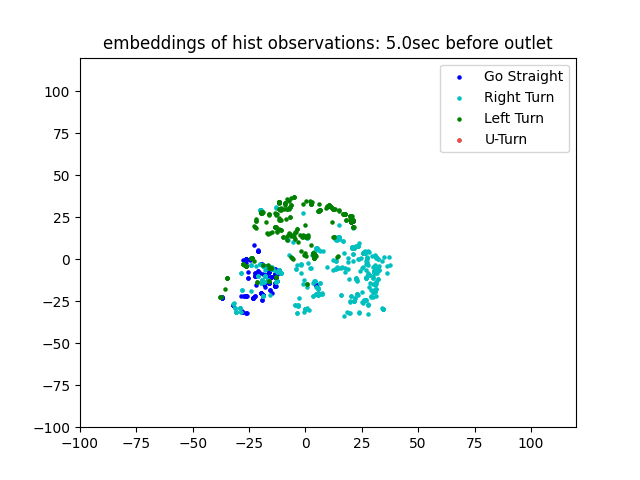 embeddings of hist observations: 5.0sec before outlet
Go Straight
Right Turn
Left Turn
U-Turn
100
75
50
25
0
−25
−50
−75
−100
−100 −75 −50 −25 0 25 50 75 100